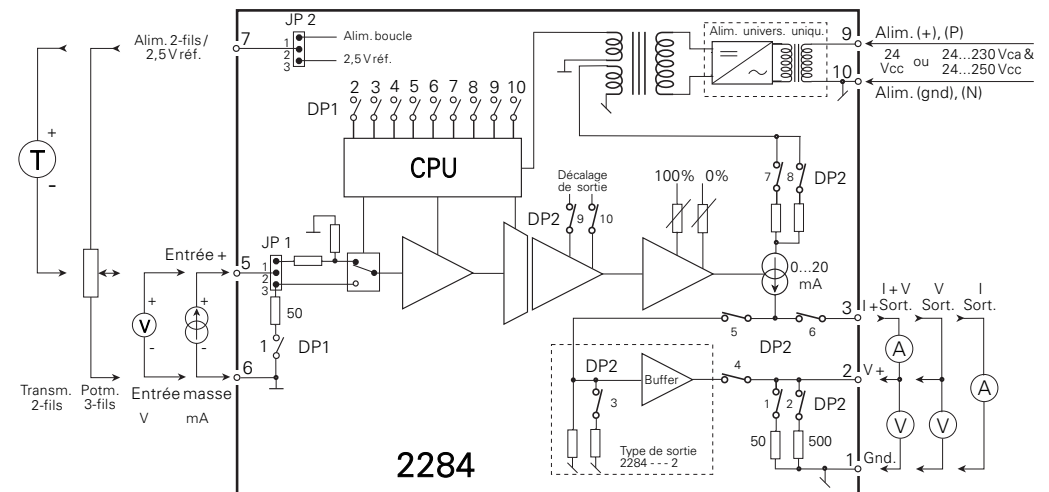 JP 2
7
Alim. 2-fils /
2,5 V réf.
1
2
3
Alim. boucle
2,5 V réf.
Alim. univers. uniqu.
9
Alim. (+), (P)
24
Vcc
ou
24...230 Vca &
24...250 Vcc
10
Alim. (gnd), (N)
DP1
2 3 4 5 6 7 8 9 10
CPU
T
+
-
Décalage
de sortie
DP2
9
10
100%
0%
7
8
DP2
Entrée +
5
JP 1
1
2
3
0...20
mA
50
1
DP1
6
V
+
-
+
-
Transm.
2-fils
Potm.
3-fils
Entrée masse
V
mA
5
6
DP2
3
I +
I + V
Sort.
V
Sort.
I
Sort.
A
A
V
V
DP2
3
Buffer
4
2
V +
1
2
DP2
50
500
Type de sortie
2284 - - - 2
1
Gnd.
2284